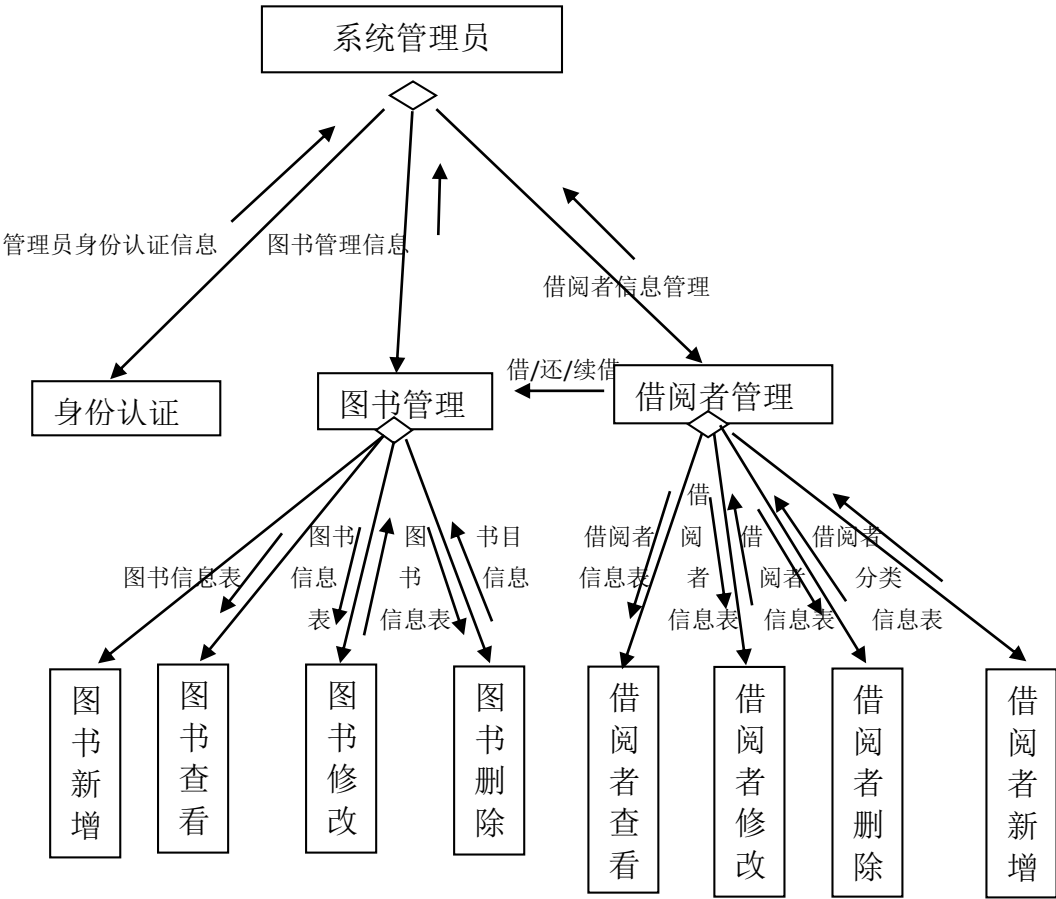 系统管理员
管理员身份认证信息
图书管理信息
借阅者信息管理
借/还/续借
身份认证
图书管理
借阅者管理
图书信息表
图书
信息
表
图
书
信息表
书目
信息
借阅者
信息表
借
阅
者
信息表
借
阅者
信息表
借阅者
分类
信息表
图书新增
图书查看
图书修改
图书删除
借阅者查看
借阅者修改
借阅者删除
借阅者新增